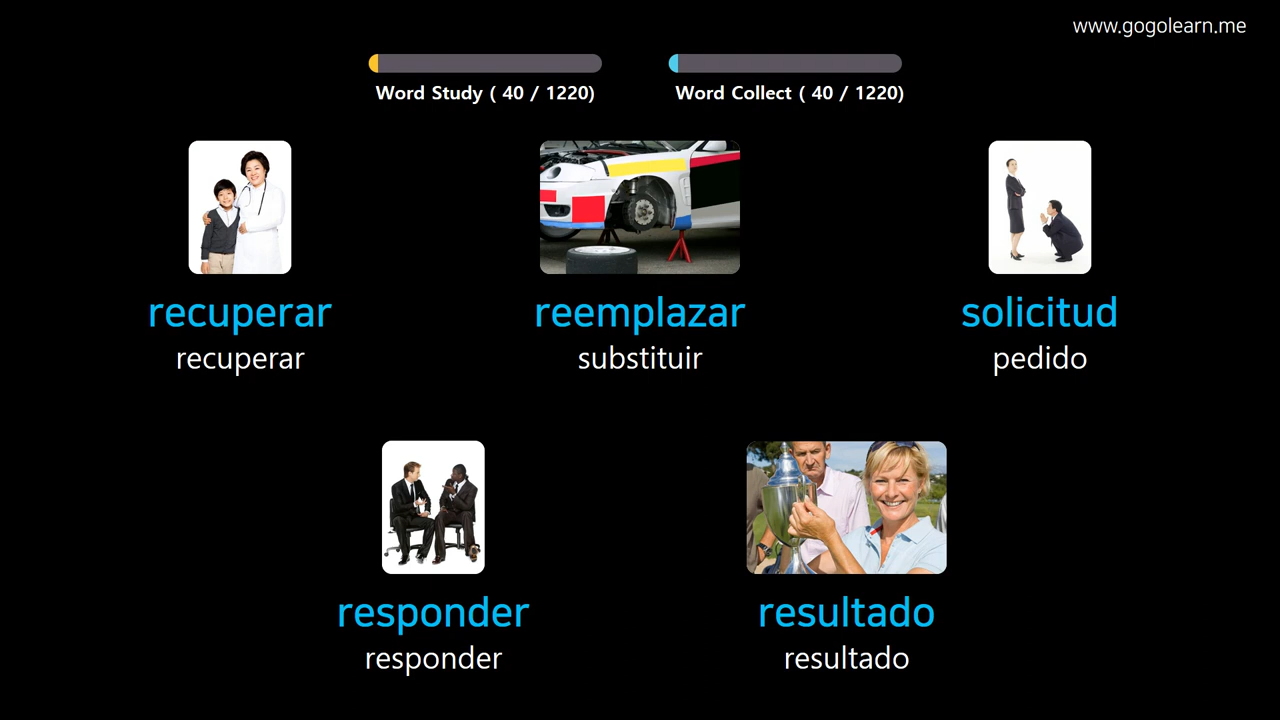 www.gogolearn.me
Word Study ( 40 / 1220)
Word Collect ( 40 / 1220)
recuperar
recuperar
reemplazar
substituir
solicitud
pedido
responder
responder
resultado
resultado